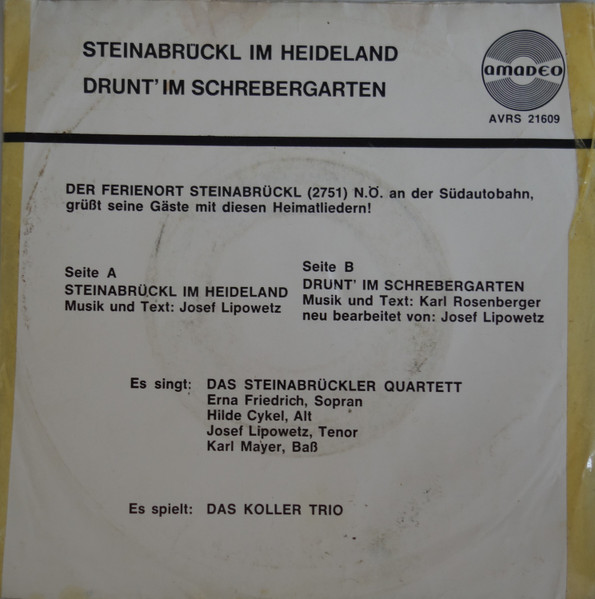 STEINABRÜCKL IM HEIDELAND
DRUNT' IM SCHREBERGARTEN
amaDEO
AVRS 21609
DER FERIENORT STEINABRÜCKL (2751) N.Ö. an der Südautobahn,
grüßt seine Gäste mit diesen Heimatliedern!
Seite A
STEINABRÜCKL IM HEIDELAND
Musik und Text: Josef Lipowetz
Seite B
DRUNT' IM SCHREBERGARTEN
Musik und Text: Karl Rosenberger
neu bearbeitet von: Josef Lipowetz
Es singt: DAS STEINABRÜCKLER QUARTETT
Erna Friedrich, Sopran
Hilde Cykel, Alt
Josef Lipowetz, Tenor
Karl Mayer, Baß
Es spielt: DAS KOLLER TRIO